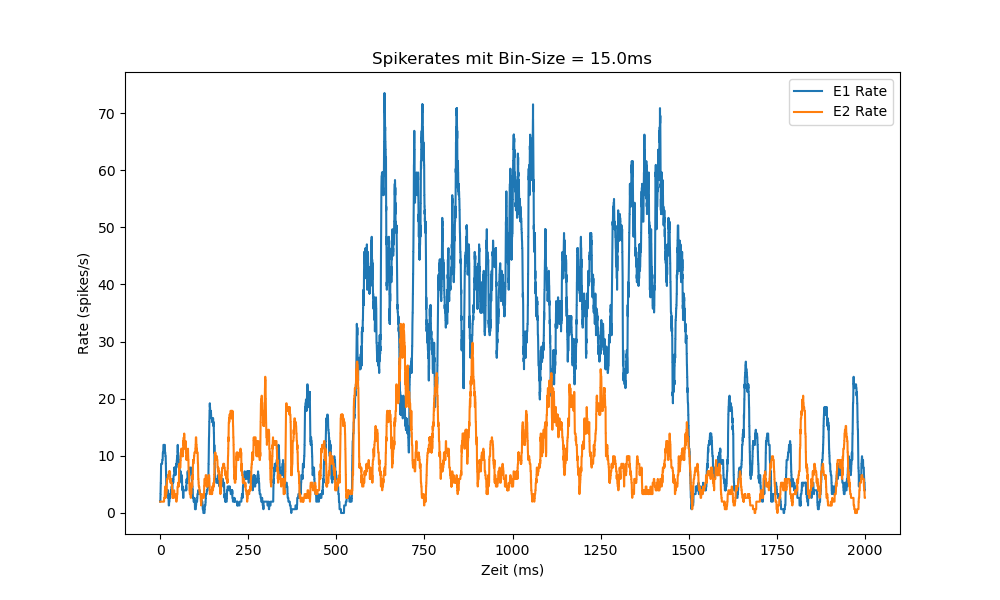 Spikerates mit Bin-Size = 15.0ms
E1 Rate
E2 Rate
Rate (spikes/s)
70
60
50
40
30
20
10
0
0 250 500 750 1000 1250 1500 1750 2000
Zeit (ms)